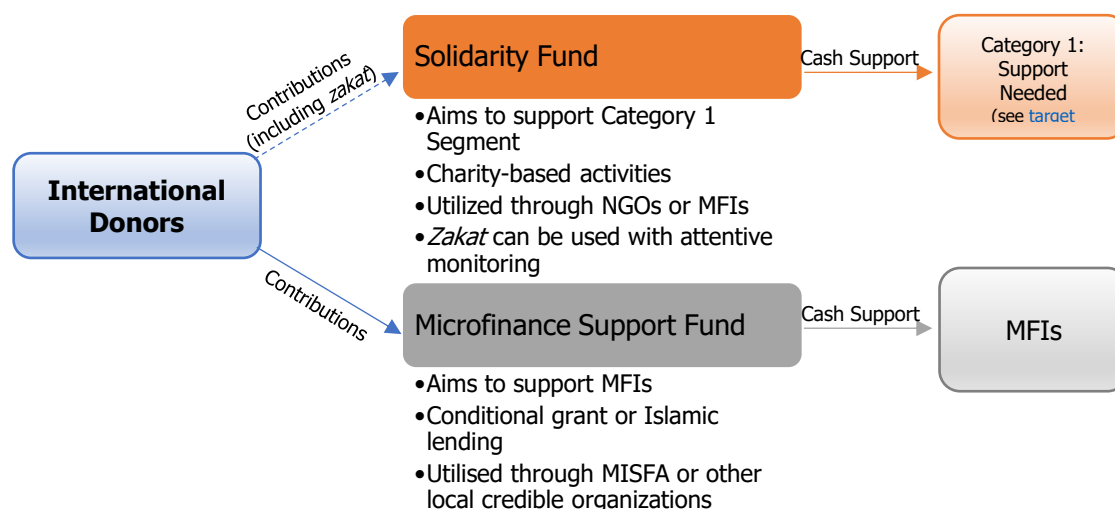 International
Donors
Contributions
(including zakat)
Contributions
Solidarity Fund
•Aims to support Category 1
Segment
•Charity-based activities
•Utilized through NGOs or MFIs
•Zakat can be used with attentive
monitoring
Cash Support
Category 1:
Support
Needed
(see target
Microfinance Support Fund
•Aims to support MFIs
•Conditional grant or Islamic
lending
•Utilised through MISFA or other
local credible organizations
Cash Support
MFIs